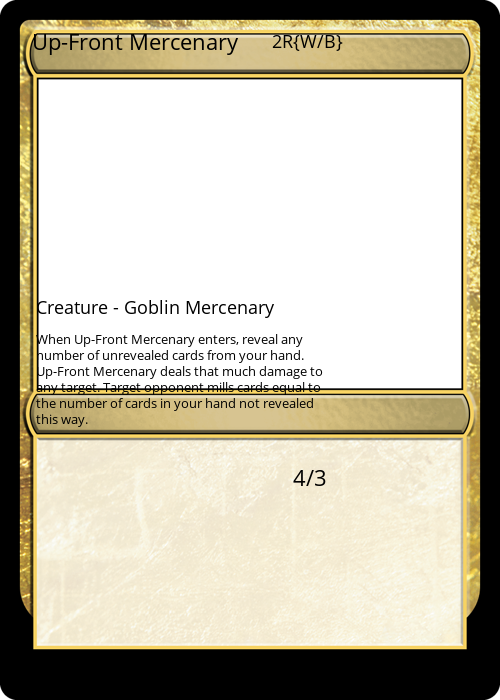 Up-Front Mercenary 2R{W/B}
Creature - Goblin Mercenary
When Up-Front Mercenary enters, reveal any
number of unrevealed cards from your hand.
Up-Front Mercenary deals that much damage to
any target. Target opponent mills cards equal to
the number of cards in your hand not revealed
this way.
4/3